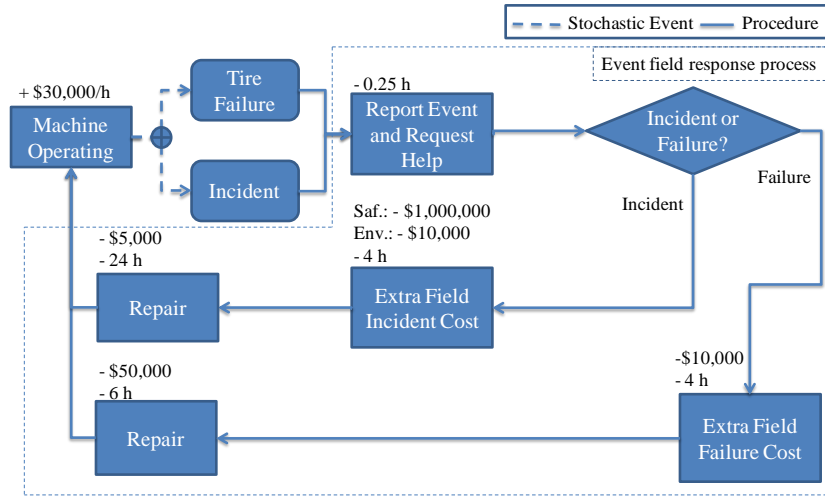 Stochastic Event
Procedure
Event field response process
+ $30,000/h
Machine
Operating
Tire
Failure
Incident
- 0.25 h
Report Event
and Request
Help
Incident or
Failure?
Failure
Incident
Saf.: - $1,000,000
Env.: - $10,000
- 4 h
Extra Field
Incident Cost
- $5,000
- 24 h
Repair
-$10,000
- 4 h
Extra Field
Failure Cost
- $50,000
- 6 h
Repair